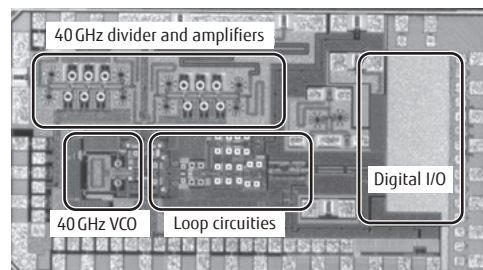 40 GHz divider and amplifiers
Digital I/O
40 GHz VCO
Loop circuities